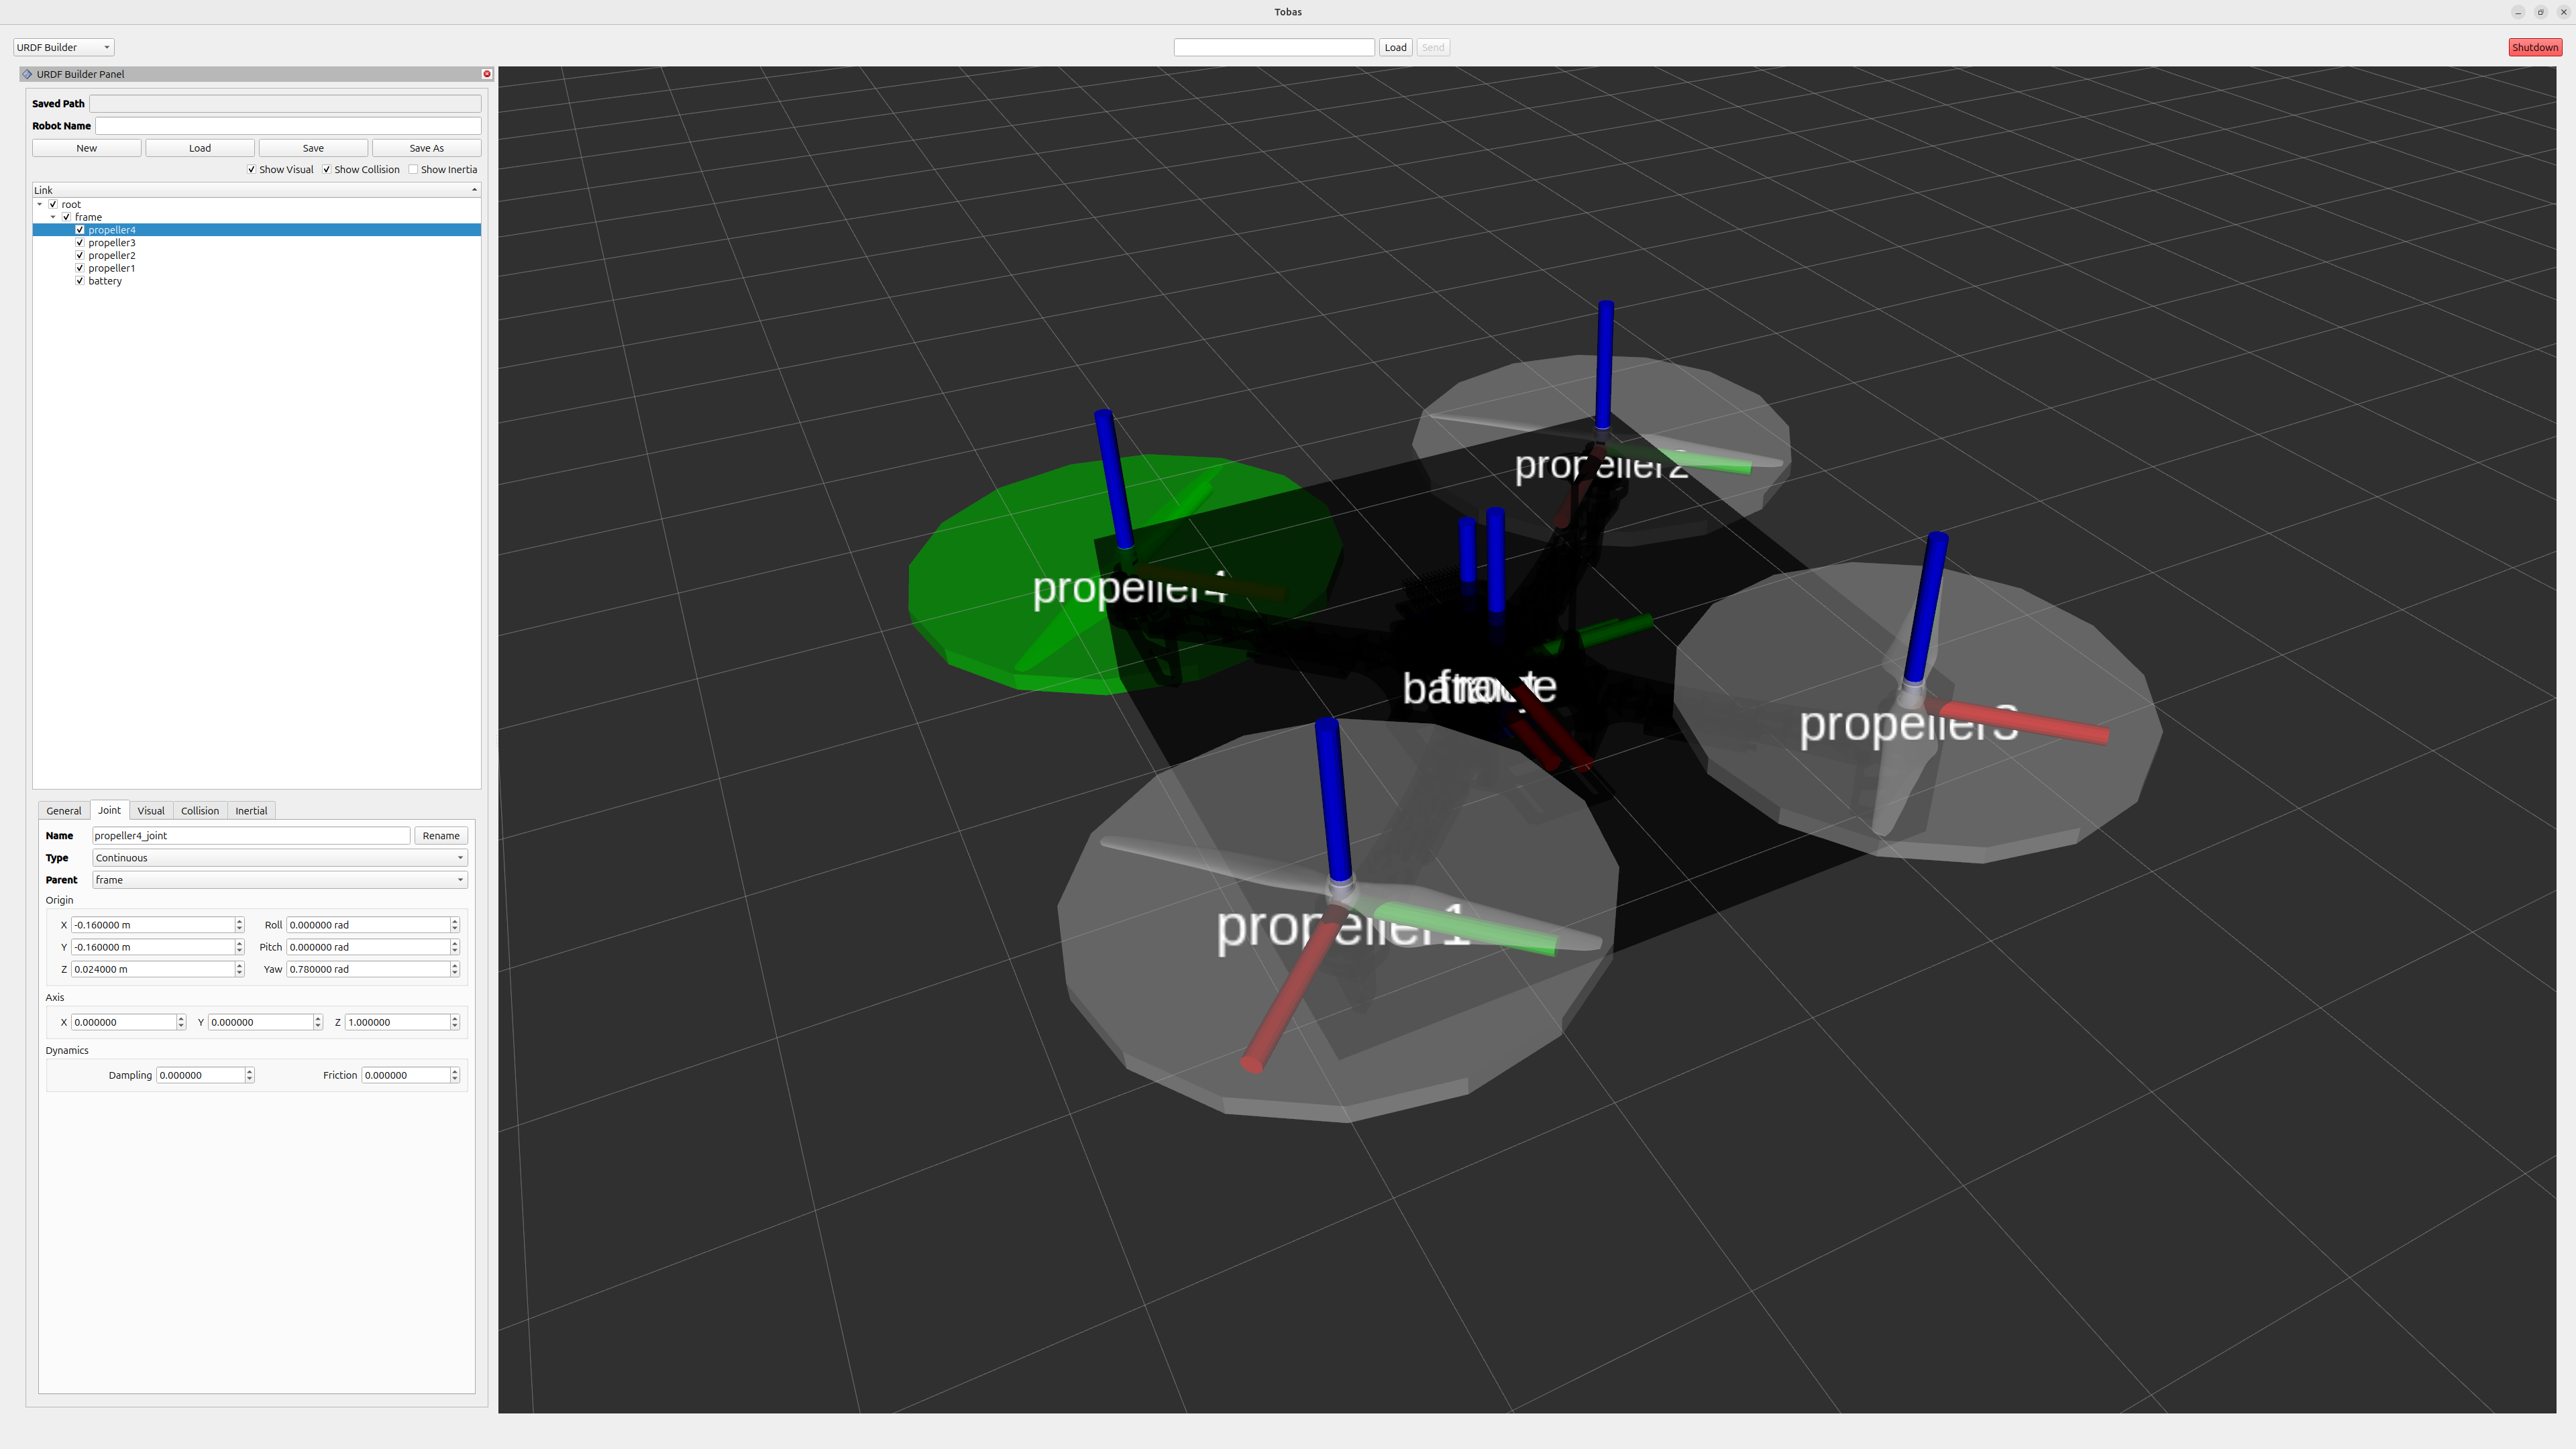 Tobas
URDF Builder
Load
Send
Shutdown
URDF Builder Panel
Saved Path
Robot Name
New
Load
Save
Save As
Show Visual
Show Collision
Show Inertia
Link
root
frame
propeller4
propeller3
propeller2
propeller1
battery
General
Joint
Visual
Collision
Inertial
Name
propeller4_joint
Rename
Type
Continuous
Parent
frame
Origin
X -0.160000 m
Roll 0.000000 rad
Y -0.160000 m
Pitch 0.000000 rad
Z 0.024000 m
Yaw 0.780000 rad
Axis
X 0.000000
Y 0.000000
Z 1.000000
Dynamics
Dampling 0.000000
Friction 0.000000
propeller2
propeller4
propeller3
propeller1